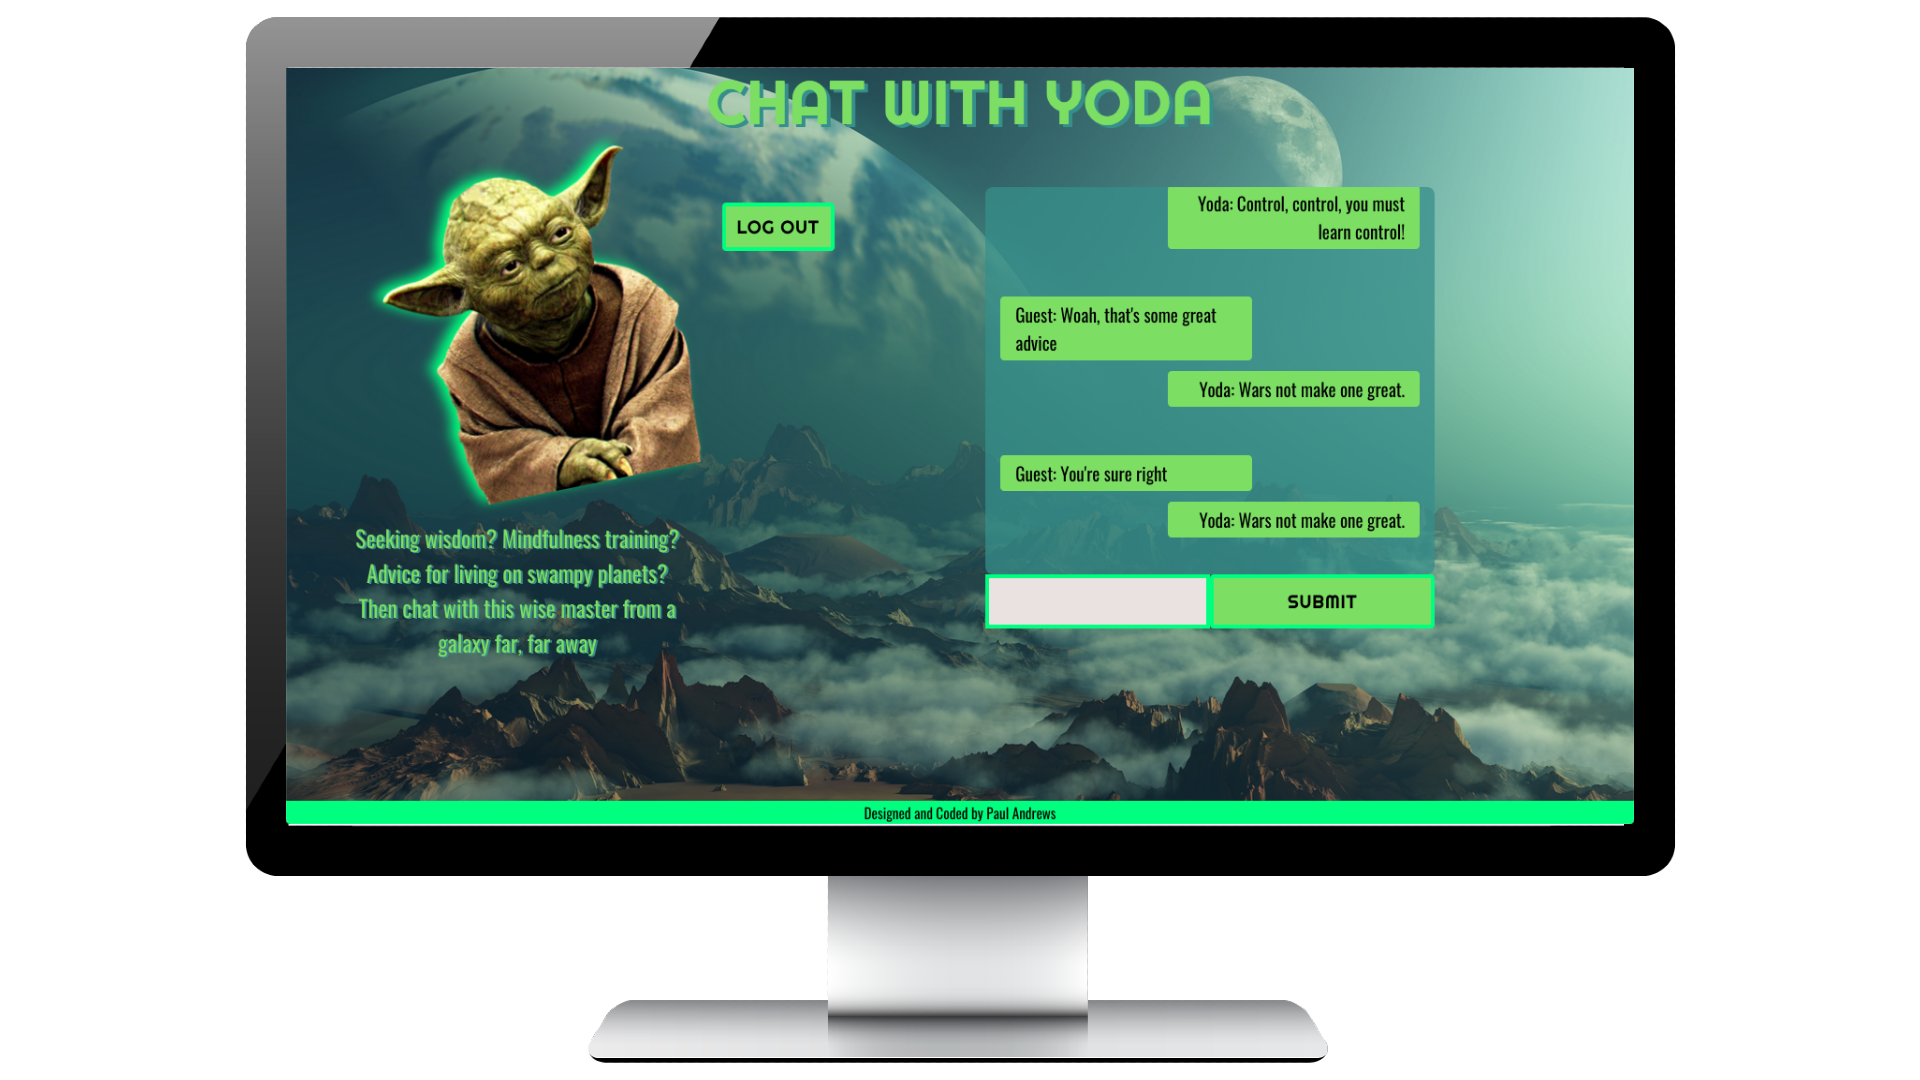 CHAT WITH YODA
LOG OUT
Seeking wisdom? Mindfulness training?
Advice for living on swampy planets?
Then chat with this wise master from a
galaxy far, far away
Yoda: Control, control, you must
learn control!
Guest: Woah, that's some great
advice
Yoda: Wars not make one great.
Guest: You're sure right
Yoda: Wars not make one great.
SUBMIT
Designed and Coded by Paul Andrews